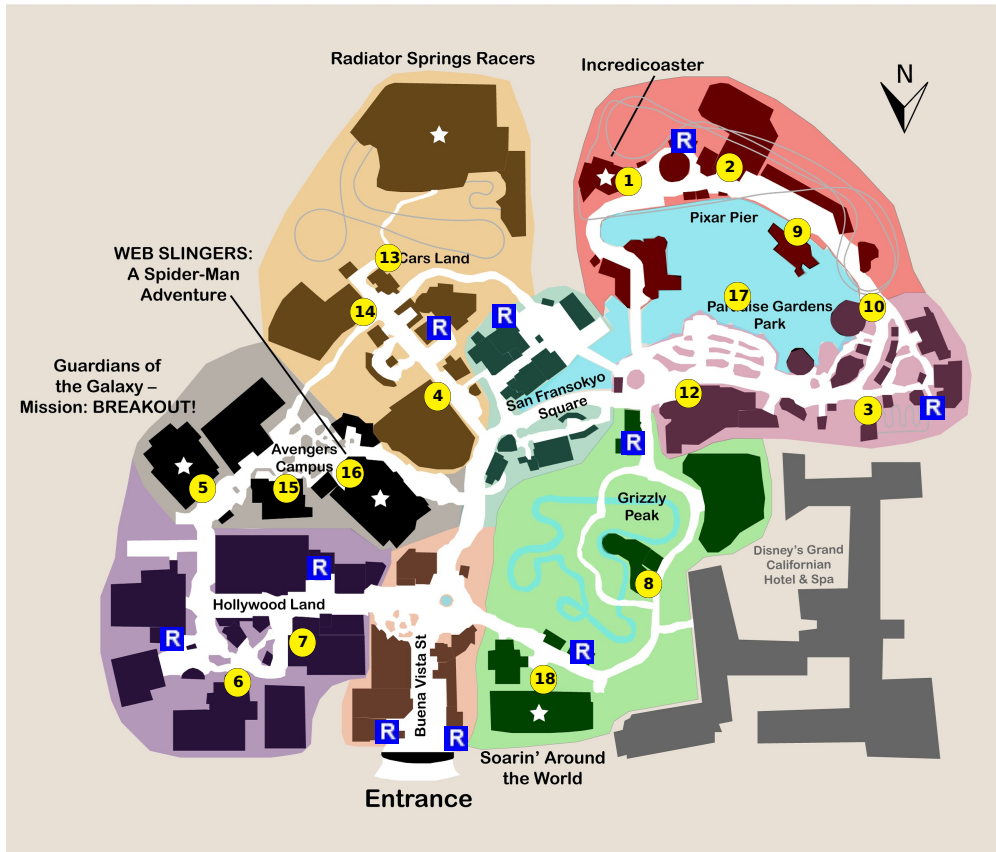 Radiator Springs Racers
Incredicoaster
N
R
1
2
Pixar Pier
9
WEB SLINGERS:
A Spider-Man
Adventure
13
Cars Land
17
Paradise Gardens
Park
10
14
R
R
Guardians of
the Galaxy –
Mission: BREAKOUT!
4
San Fransokyo
Square
12
3
R
R
Avengers
Campus
16
5
15
Grizzly
Peak
Disney's Grand
Californian
Hotel & Spa
R
8
Hollywood Land
R
7
Buena Vista St
R
6
18
R
R
Soarin' Around
the World
Entrance